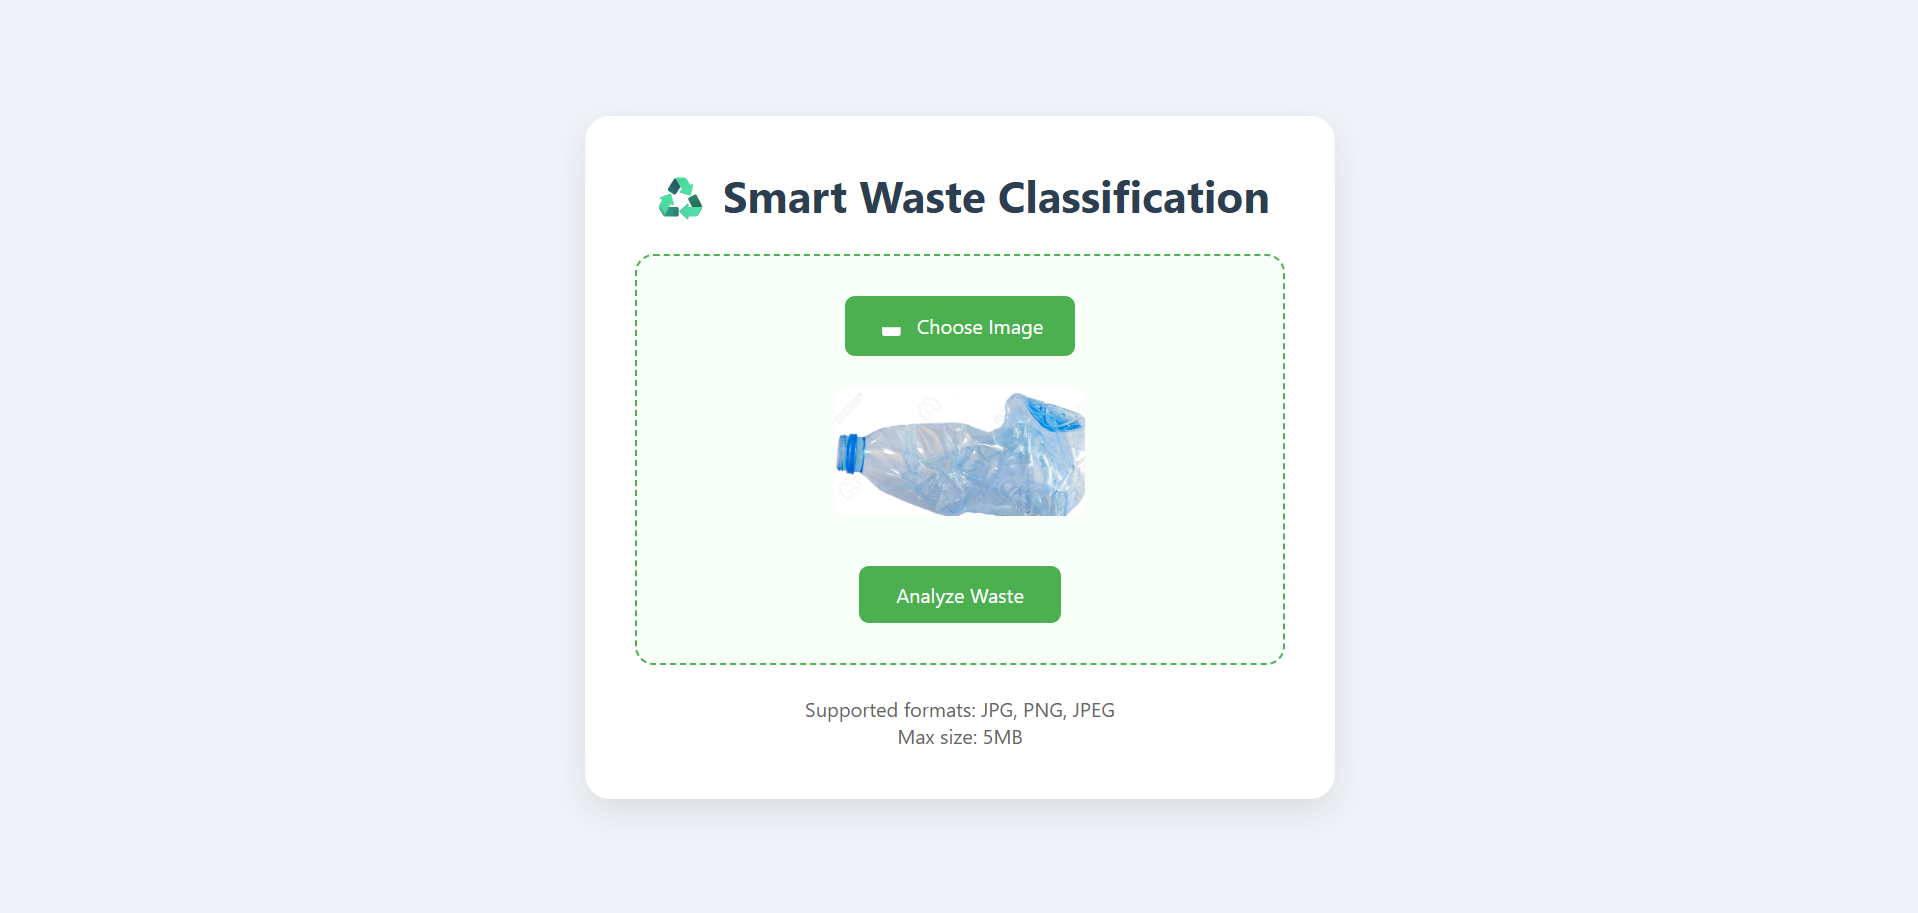 Smart Waste Classification
Choose Image
Analyze Waste
Supported formats: JPG, PNG, JPEG
Max size: 5MB